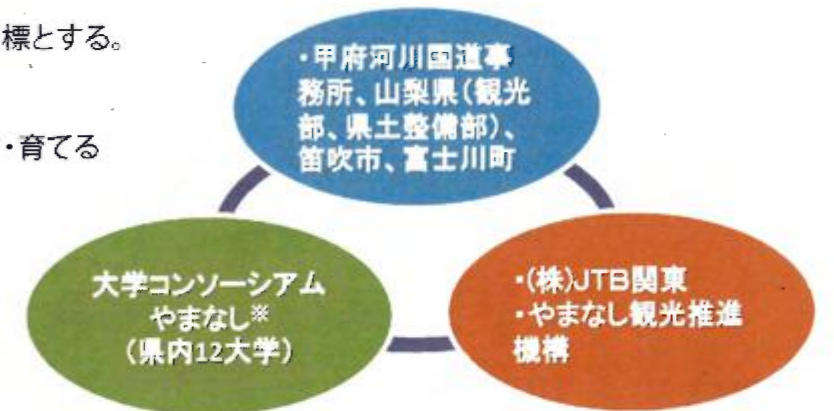 標とする。
・育てる
・甲府河川国道事
務所、山梨県(観光
部、県土整備部)、
笛吹市、富士川町
大学コンソーシアム
やまなし※
(県内12大学)
・(株)JTB関東
・やまなし観光推進
機構